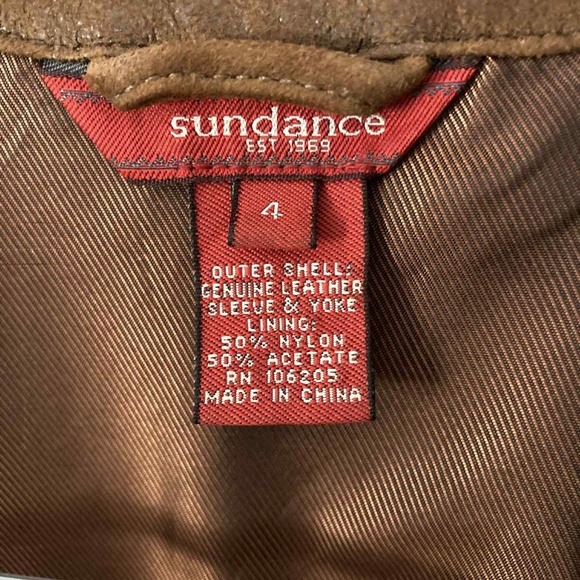 sundance
EST 1969
4
OUTER SHELL:
GENUINE LEATHER
SLEEVE & YOKE
LINING:
50% NYLON
50% ACETATE
RN 106205
MADE IN CHINA